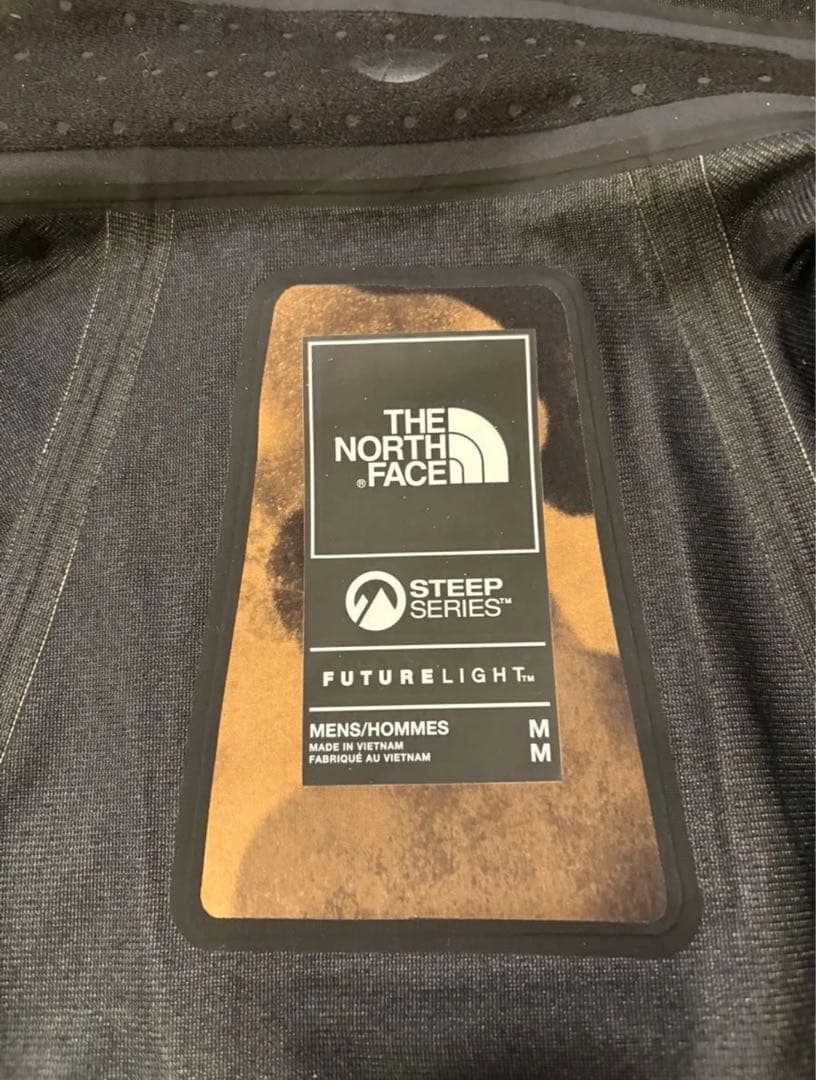 THE
NORTH
® FACE
STEEP
SERIES™
FUTURELIGHT™
MENS/HOMMES M
MADE IN VIETNAM
FABRIQUÉ AU VIETNAM M